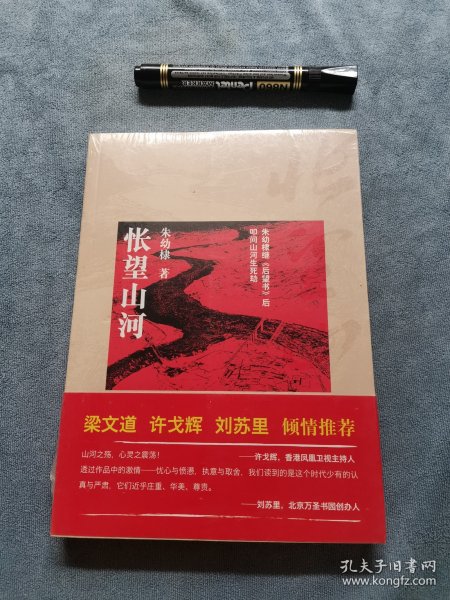 N860
Pentel
怅望山河
朱幼棣 著
朱幼棣继《后望书》后
叩问山河生死劫
梁文道 许戈辉 刘苏里 倾情推荐
山河之殇，心灵之震荡！
——许戈辉，香港凤凰卫视主持人
透过作品中的激情——忧心与愤懑、执意与取舍，我们读到的是这个时代少有的认
真与严肃，它们近乎庄重、华美、尊贵。
——刘苏里，北京万圣书园创办人
孔夫子旧书网
www.kongfz.com